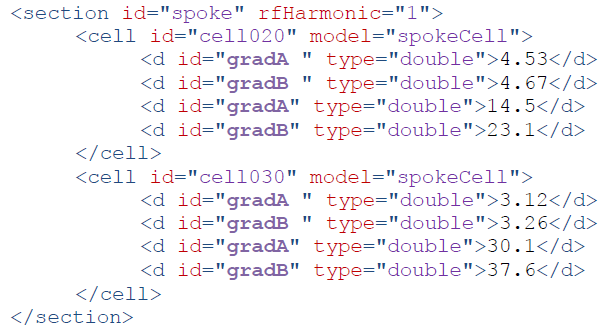 <section id="spoke" rfHarmonic="1">
<cell id="cell020" model="spokeCell">
<d id="gradA " type="double">4.53</d>
<d id="gradB " type="double">4.67</d>
<d id="gradA" type="double">14.5</d>
<d id="gradB" type="double">23.1</d>
</cell>
<cell id="cell030" model="spokeCell">
<d id="gradA " type="double">3.12</d>
<d id="gradB " type="double">3.26</d>
<d id="gradA" type="double">30.1</d>
<d id="gradB" type="double">37.6</d>
</cell>
</section>